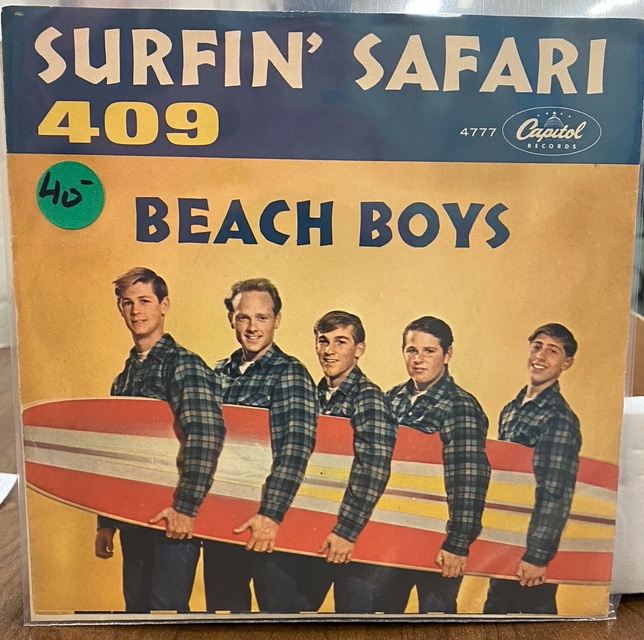 SURFIN' SAFARI
409
4777
Capitol
RECORDS
40-
BEACH BOYS